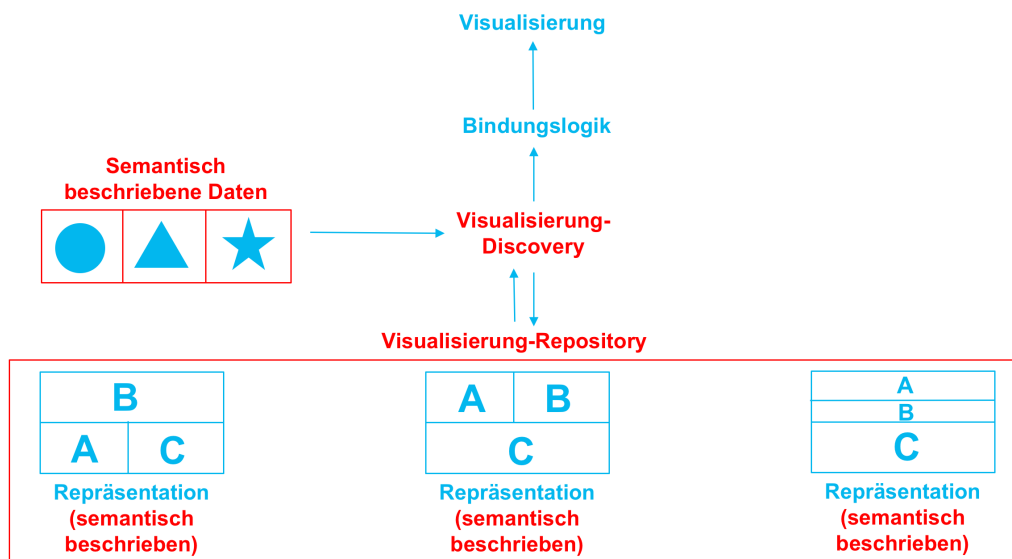 Visualisierung
Bindungslogik
Semantisch
beschriebene Daten
Visualisierung-
Discovery
Visualisierung-Repository
B
A C
Repräsentation
(semantisch
beschrieben)
A B
C
Repräsentation
(semantisch
beschrieben)
A
B
C
Repräsentation
(semantisch
beschrieben)